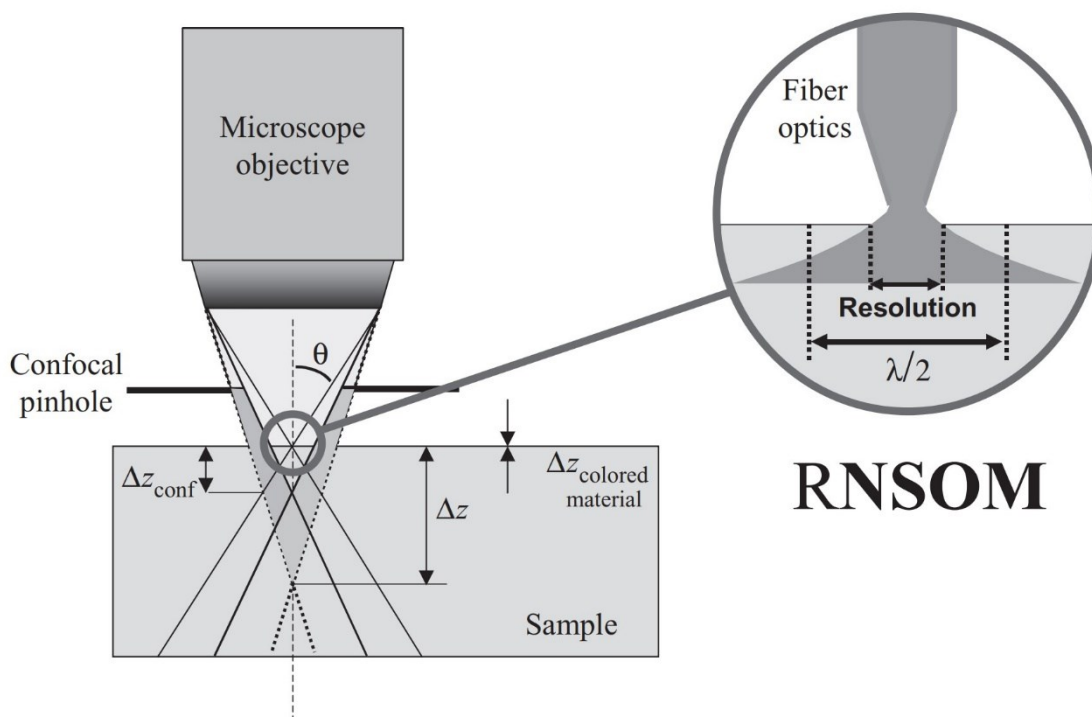 Microscope
objective
θ
Confocal
pinhole
Δz_conf
Δz
Δz_colored
material
Sample
Fiber
optics
Resolution
λ/2
RNSOM